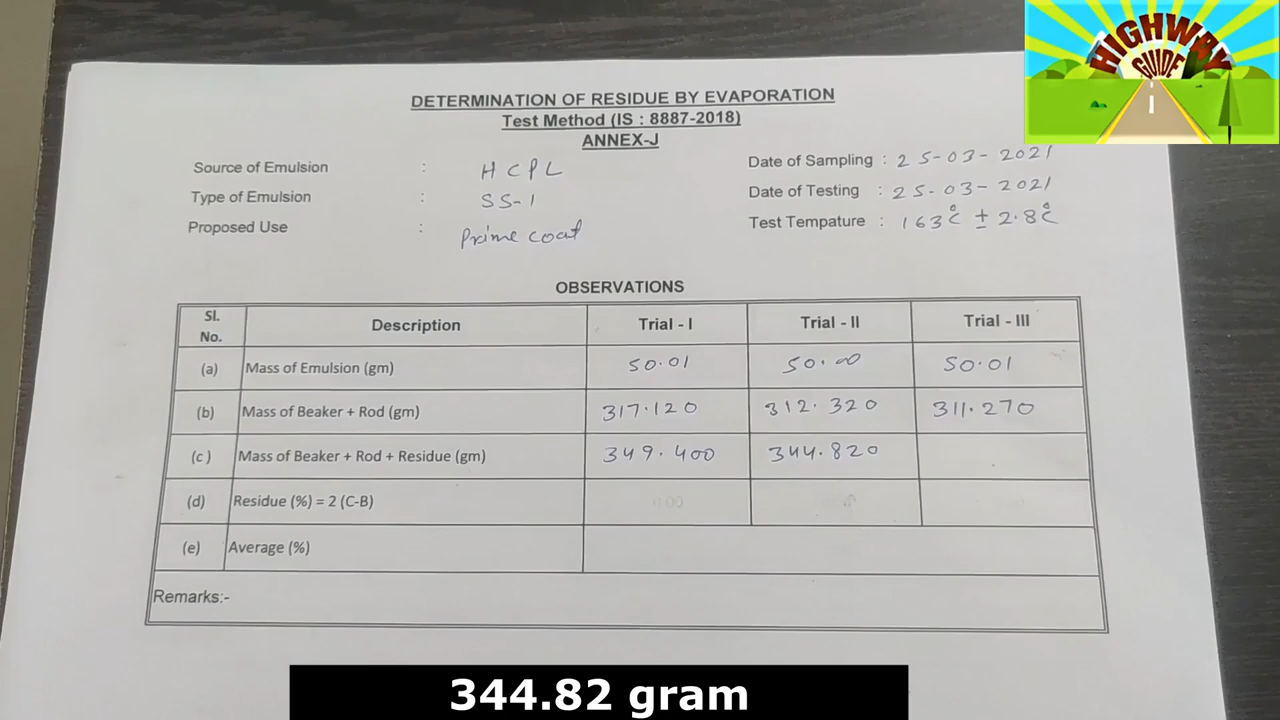 HIGHWAY
GUIDE
DETERMINATION OF RESIDUE BY EVAPORATION
Test Method (IS : 8887-2018)
ANNEX-J
Source of Emulsion : HCPL
Type of Emulsion : SS-1
Proposed Use : Prime coat
Date of Sampling : 25-03-2021
Date of Testing : 25-03-2021
Test Tempature : 163°C ± 2.8°C
OBSERVATIONS
Sl. No. Description Trial - I Trial - II Trial - III
(a) Mass of Emulsion (gm) 50.01 50.00 50.01
(b) Mass of Beaker + Rod (gm) 317.120 312.320 311.270
(c ) Mass of Beaker + Rod + Residue (gm) 349.400 344.820
(d) Residue (%) = 2 (C-B)
(e) Average (%)
Remarks:-
344.82 gram